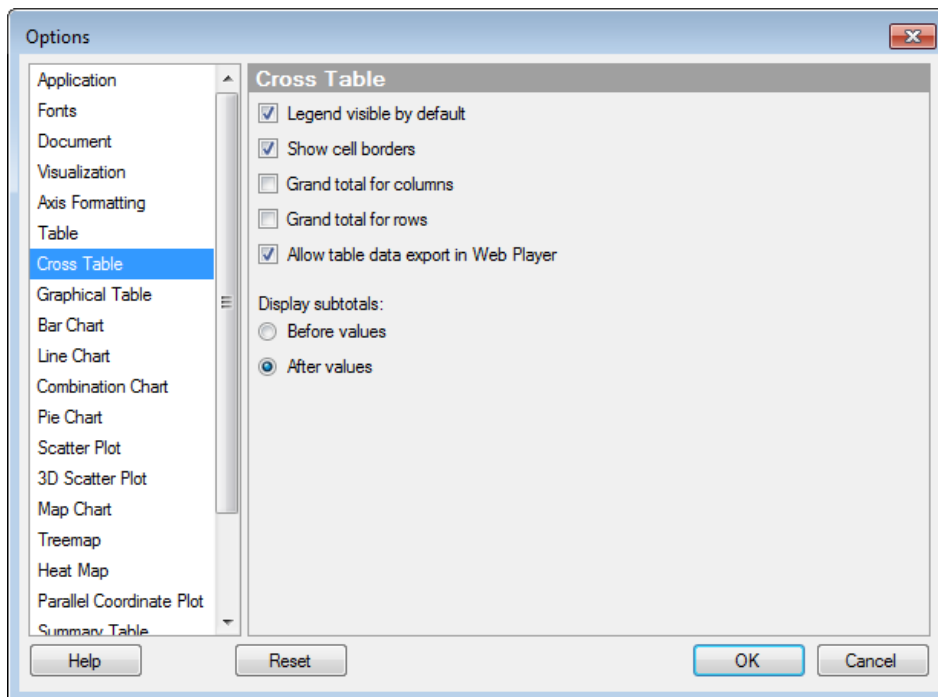 Options
Application
Fonts
Document
Visualization
Axis Formatting
Table
Cross Table
Graphical Table
Bar Chart
Line Chart
Combination Chart
Pie Chart
Scatter Plot
3D Scatter Plot
Map Chart
Treemap
Heat Map
Parallel Coordinate Plot
Summary Table
Cross Table
Legend visible by default
Show cell borders
Grand total for columns
Grand total for rows
Allow table data export in Web Player
Display subtotals:
Before values
After values
Help
Reset
OK
Cancel